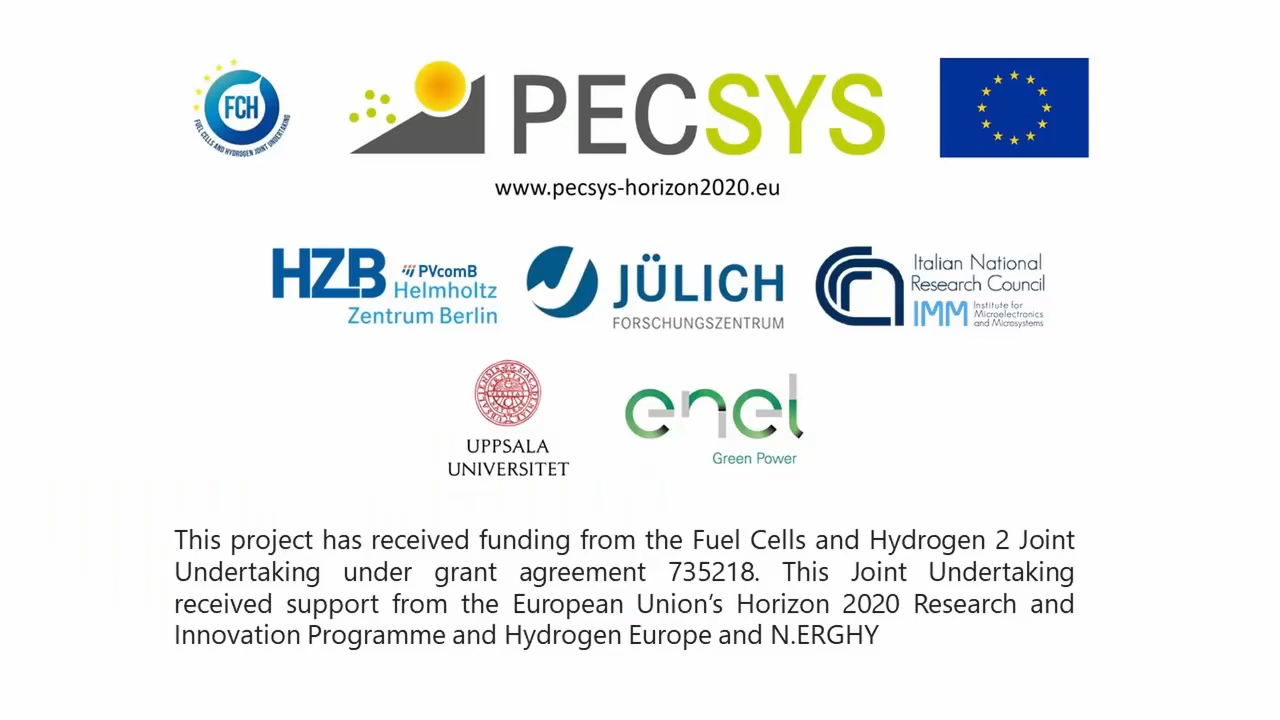 FCH
FUEL CELLS AND HYDROGEN JOINT UNDERTAKING
PECSYS
www.pecsys-horizon2020.eu
HZB
PVcomB
Helmholtz
Zentrum Berlin
JÜLICH
FORSCHUNGSZENTRUM
Italian National
Research Council
IMM
Institute for
Microelectronics
and Microsystems
UPPSALA
UNIVERSITET
enel
Green Power
This project has received funding from the Fuel Cells and Hydrogen 2 Joint
Undertaking under grant agreement 735218. This Joint Undertaking
received support from the European Union’s Horizon 2020 Research and
Innovation Programme and Hydrogen Europe and N.ERGHY